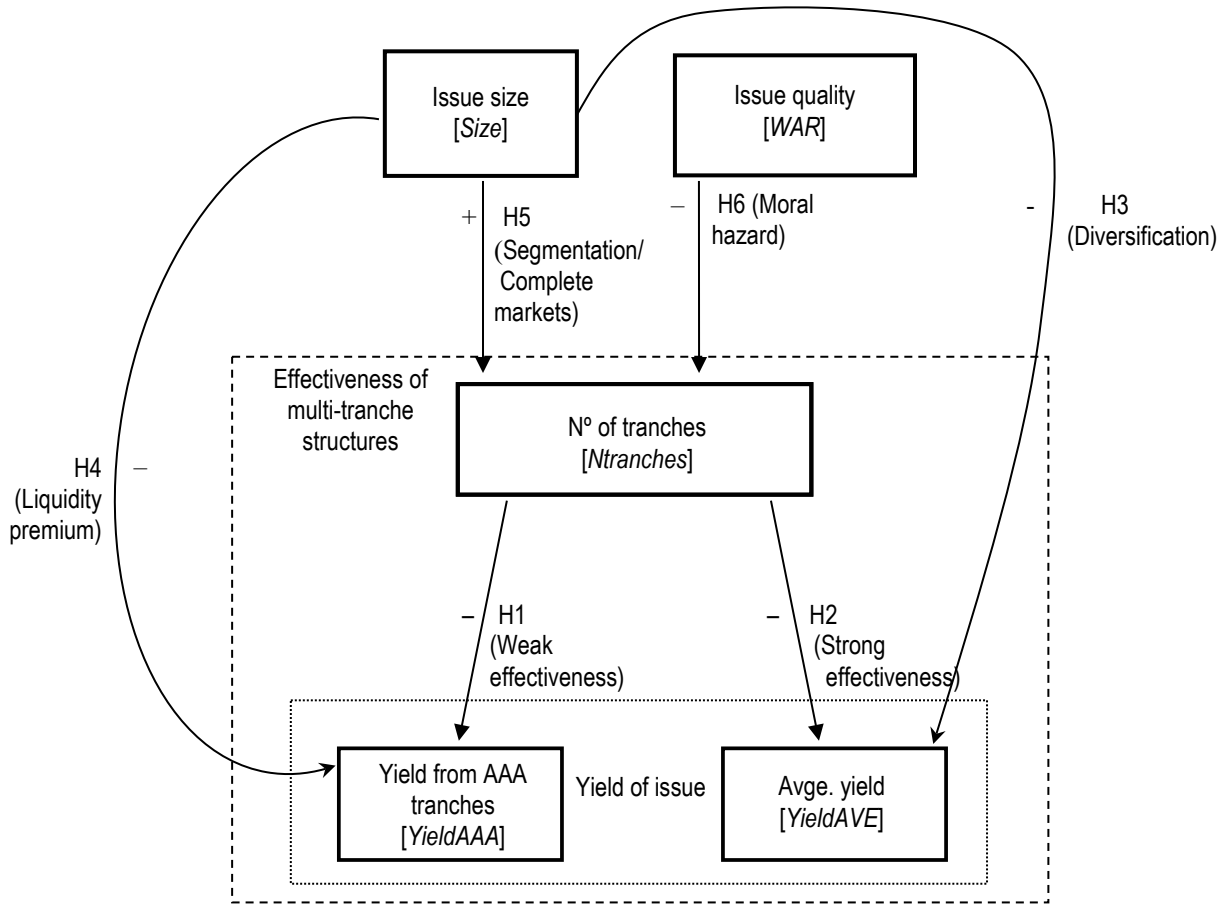 Issue size
[Size]
Issue quality
[WAR]
+ H5
(Segmentation/
Complete
markets)
– H6 (Moral
hazard)
- H3
(Diversification)
Effectiveness of
multi-tranche
structures
Nº of tranches
[Ntranches]
H4 –
(Liquidity
premium)
– H1
(Weak
effectiveness)
– H2
(Strong
effectiveness)
Yield from AAA
tranches
[YieldAAA]
Yield of issue
Avge. yield
[YieldAVE]